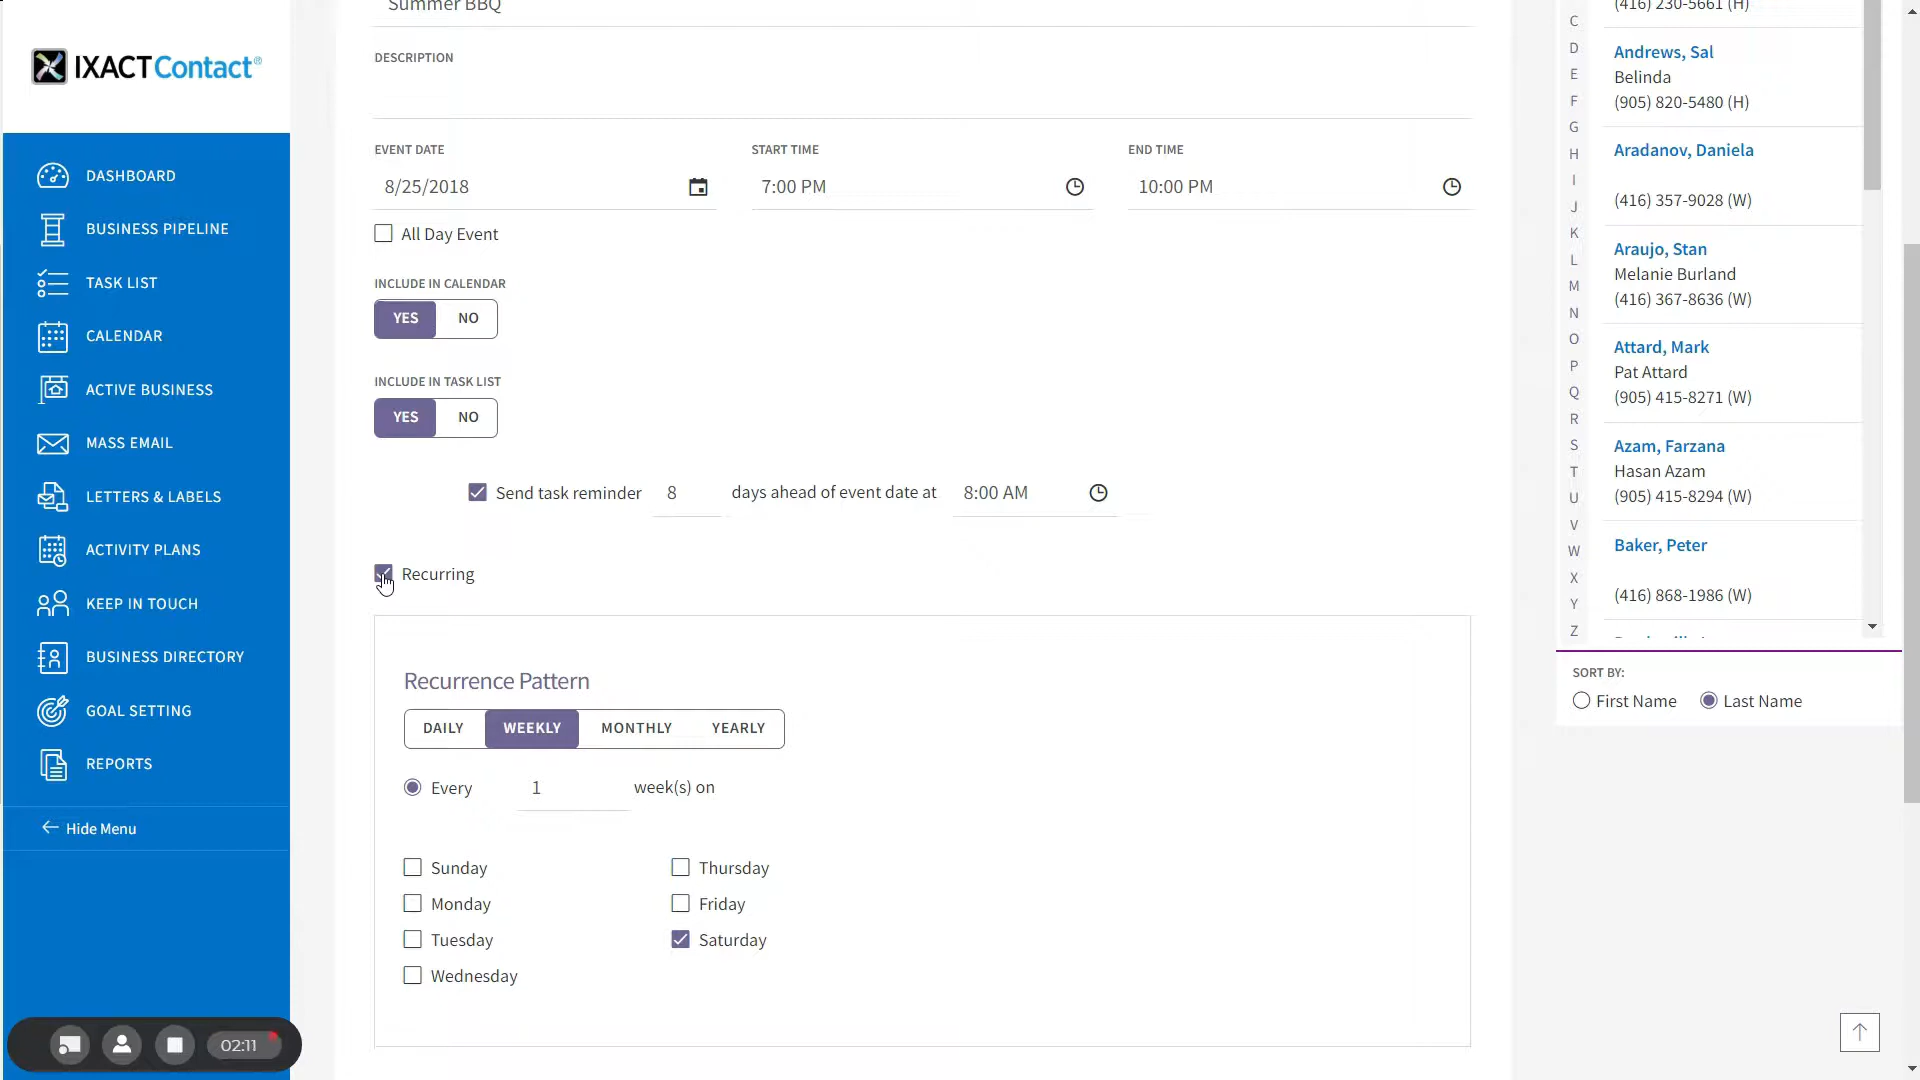 IXACTContact®
DASHBOARD
BUSINESS PIPELINE
TASK LIST
CALENDAR
ACTIVE BUSINESS
MASS EMAIL
LETTERS & LABELS
ACTIVITY PLANS
KEEP IN TOUCH
BUSINESS DIRECTORY
GOAL SETTING
REPORTS
Hide Menu
02:11
Summer BBQ
DESCRIPTION
EVENT DATE
START TIME
END TIME
8/25/2018
7:00 PM
10:00 PM
All Day Event
INCLUDE IN CALENDAR
YES NO
INCLUDE IN TASK LIST
YES NO
Send task reminder 8 days ahead of event date at 8:00 AM
Recurring
Recurrence Pattern
DAILY WEEKLY MONTHLY YEARLY
Every 1 week(s) on
Sunday
Monday
Tuesday
Wednesday
Thursday
Friday
Saturday
C
D
E
F
G
H
I
J
K
L
M
N
O
P
Q
R
S
T
U
V
W
X
Y
Z
(416) 230-5661 (H)
Andrews, Sal
Belinda
(905) 820-5480 (H)
Aradanov, Daniela
(416) 357-9028 (W)
Araujo, Stan
Melanie Burland
(416) 367-8636 (W)
Attard, Mark
Pat Attard
(905) 415-8271 (W)
Azam, Farzana
Hasan Azam
(905) 415-8294 (W)
Baker, Peter
(416) 868-1986 (W)
SORT BY:
First Name Last Name